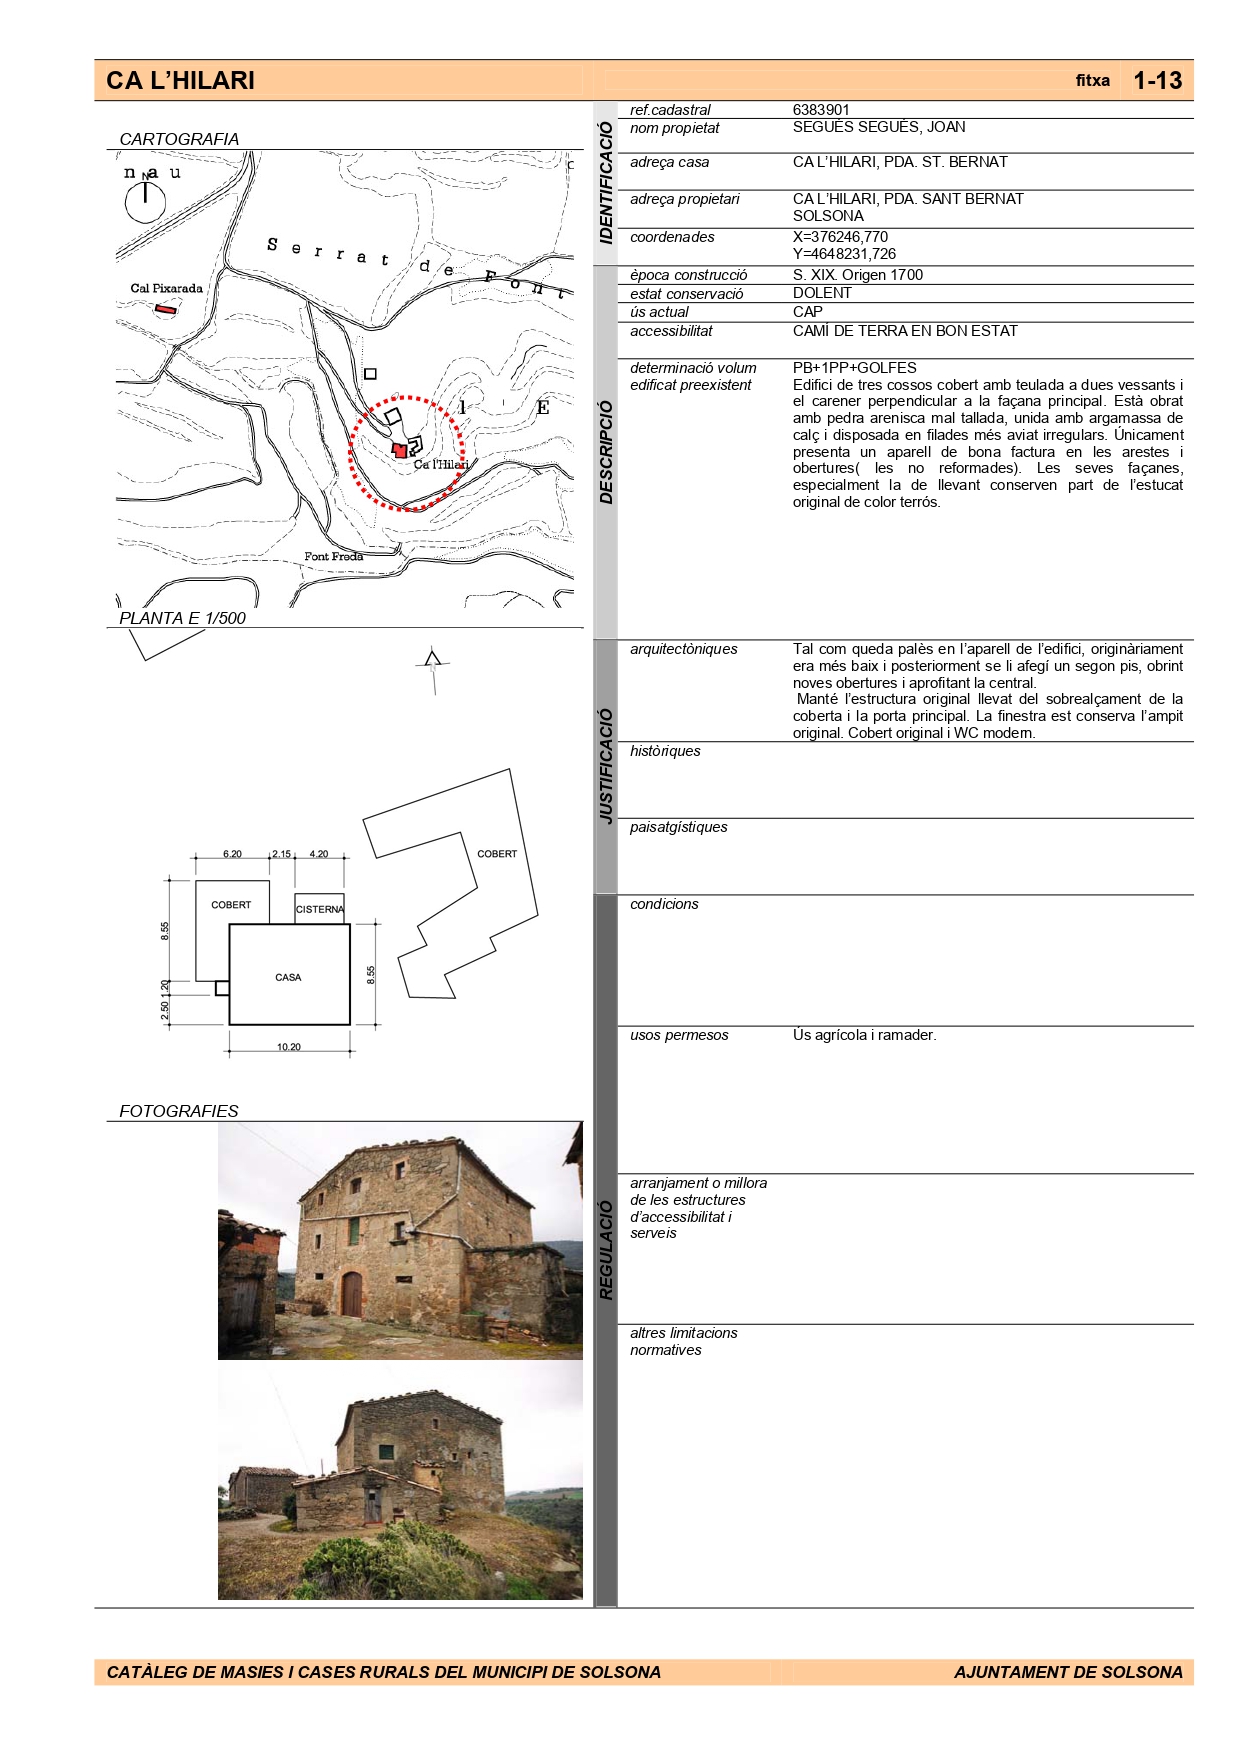 CA L’HILARI
fitxa 1-13
CARTOGRAFIA
n a u
N
Serrat de Font
Cal Pixarada
l ' E
Ca l'Hilari
Font Freda
PLANTA E 1/500
6.20 2.15 4.20
COBERT
COBERT
CISTERNA
CASA
8.55
1.20
2.50
8.55
10.20
FOTOGRAFIES
IDENTIFICACIÓ
ref.cadastral 6383901
nom propietat SEGUÉS SEGUÉS, JOAN
adreça casa CA L’HILARI, PDA. ST. BERNAT
adreça propietari CA L’HILARI, PDA. SANT BERNAT
SOLSONA
coordenades X=376246,770
Y=4648231,726
DESCRIPCIÓ
època construcció S. XIX. Origen 1700
estat conservació DOLENT
ús actual CAP
accessibilitat CAMÍ DE TERRA EN BON ESTAT
determinació volum PB+1PP+GOLFES
edificat preexistent Edifici de tres cossos cobert amb teulada a dues vessants i
el carener perpendicular a la façana principal. Està obrat
amb pedra arenisca mal tallada, unida amb argamassa de
calç i disposada en filades més aviat irregulars. Únicament
presenta un aparell de bona factura en les arestes i
obertures( les no reformades). Les seves façanes,
especialment la de llevant conserven part de l’estucat
original de color terrós.
JUSTIFICACIÓ
arquitectòniques Tal com queda palès en l’aparell de l’edifici, originàriament
era més baix i posteriorment se li afegí un segon pis, obrint
noves obertures i aprofitant la central.
Manté l’estructura original llevat del sobrealçament de la
coberta i la porta principal. La finestra est conserva l’ampit
original. Cobert original i WC modern.
històriques
paisatgístiques
REGULACIÓ
condicions
usos permesos Ús agrícola i ramader.
arranjament o millora
de les estructures
d’accessibilitat i
serveis
altres limitacions
normatives
CATÀLEG DE MASIES I CASES RURALS DEL MUNICIPI DE SOLSONA
AJUNTAMENT DE SOLSONA